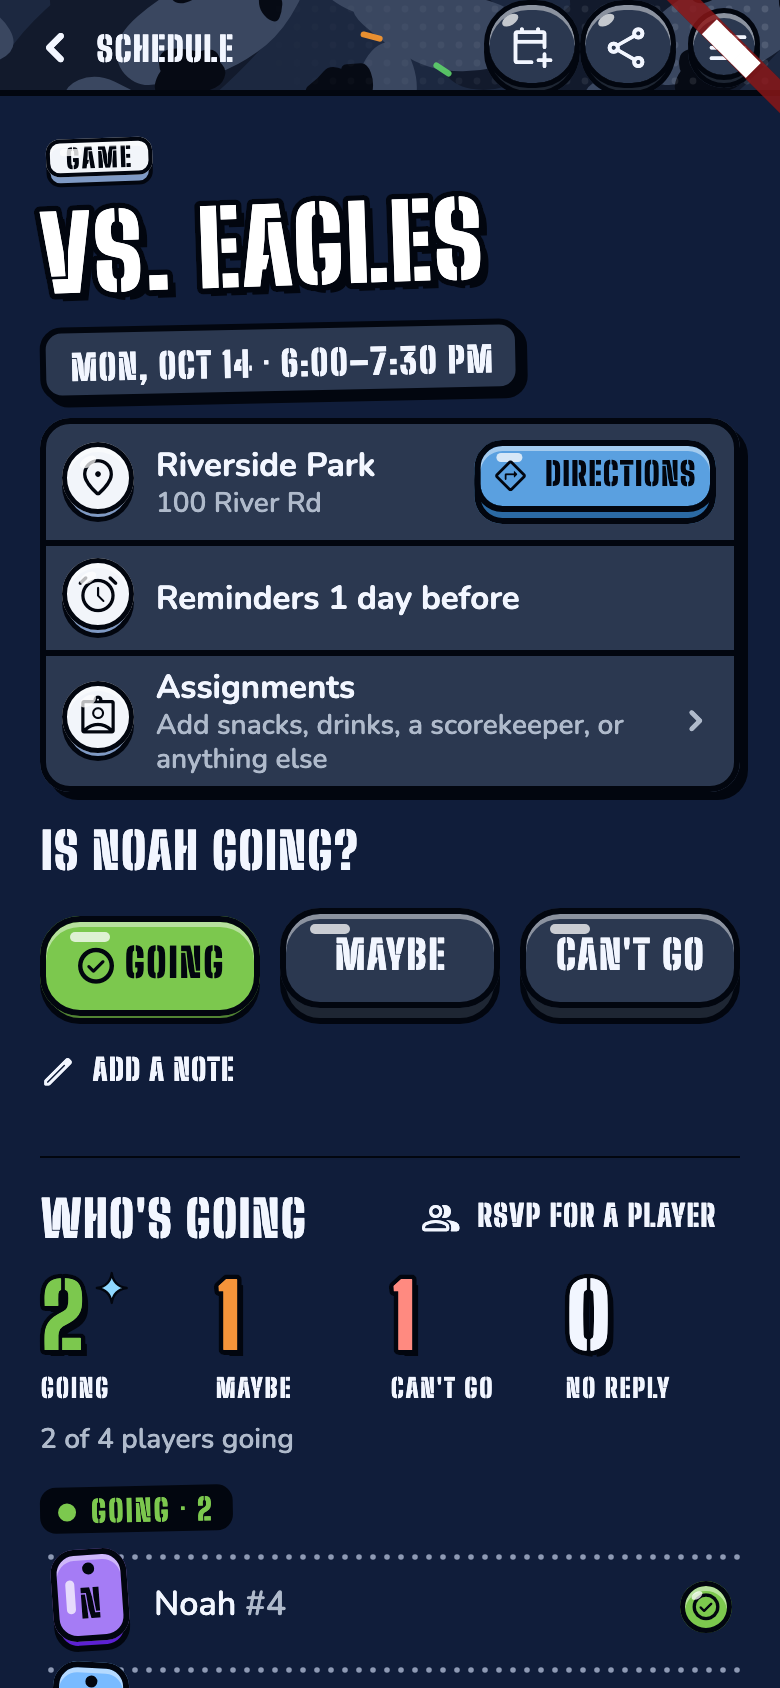 SCHEDULE
GAME
VS. EAGLES
MON, OCT 14 · 6:00–7:30 PM
Riverside Park
100 River Rd
DIRECTIONS
Reminders 1 day before
Assignments
Add snacks, drinks, a scorekeeper, or
anything else
IS NOAH GOING?
GOING
MAYBE
CAN'T GO
ADD A NOTE
WHO'S GOING
RSVP FOR A PLAYER
2
1
1
0
GOING
MAYBE
CAN'T GO
NO REPLY
2 of 4 players going
GOING · 2
N
Noah #4